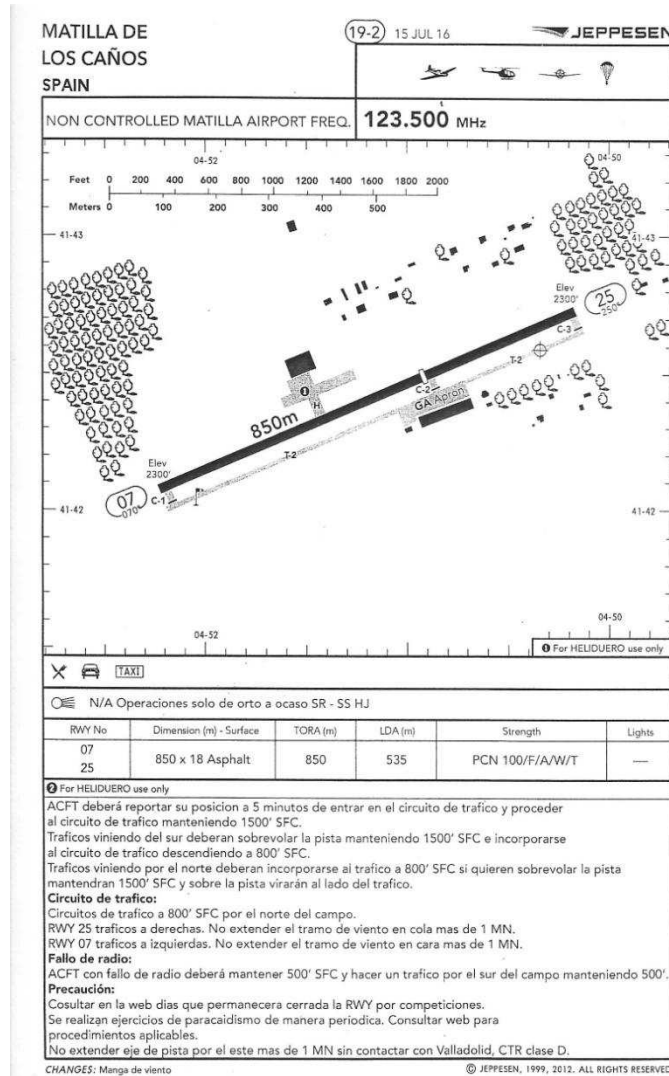 MATILLA DE
LOS CAÑOS
SPAIN
19-2 15 JUL 16 JEPPESEN
NON CONTROLLED MATILLA AIRPORT FREQ. 123.500 MHz
04-52 04-50
Feet 0 200 400 600 800 1000 1200 1400 1600 1800 2000
Meters 0 100 200 300 400 500
41-43 41-43
Elev
2300'
25
250°
C-3
T-2
C-2
GA Apron
1
H
850m
T-2
Elev
2300'
07
070°
C-1
41-42 41-42
04-52 04-50
1 For HELIDUERO use only
TAXI
N/A Operaciones solo de orto a ocaso SR - SS HJ
RWY No Dimension (m) - Surface TORA (m) LDA (m) Strength Lights
07
25 850 x 18 Asphalt 850 535 PCN 100/F/A/W/T —
2 For HELIDUERO use only
ACFT deberá reportar su posicion a 5 minutos de entrar en el circuito de trafico y proceder
al circuito de trafico manteniendo 1500' SFC.
Traficos viniendo del sur deberan sobrevolar la pista manteniendo 1500' SFC e incorporarse
al circuito de trafico descendiendo a 800' SFC.
Traficos viniendo por el norte deberan incorporarse al trafico a 800' SFC si quieren sobrevolar la pista
mantendran 1500' SFC y sobre la pista virarán al lado del trafico.
Circuito de trafico:
Circuitos de trafico a 800' SFC por el norte del campo.
RWY 25 traficos a derechas. No extender el tramo de viento en cola mas de 1 MN.
RWY 07 traficos a izquierdas. No extender el tramo de viento en cara mas de 1 MN.
Fallo de radio:
ACFT con fallo de radio deberá mantener 500' SFC y hacer un trafico por el sur del campo manteniendo 500'.
Precaución:
Cosultar en la web dias que permanecera cerrada la RWY por competiciones.
Se realizan ejercicios de paracaidismo de manera periodica. Consultar web para
procedimientos aplicables.
No extender eje de pista por el este mas de 1 MN sin contactar con Valladolid, CTR clase D.
CHANGES: Manga de viento © JEPPESEN, 1999, 2012. ALL RIGHTS RESERVED